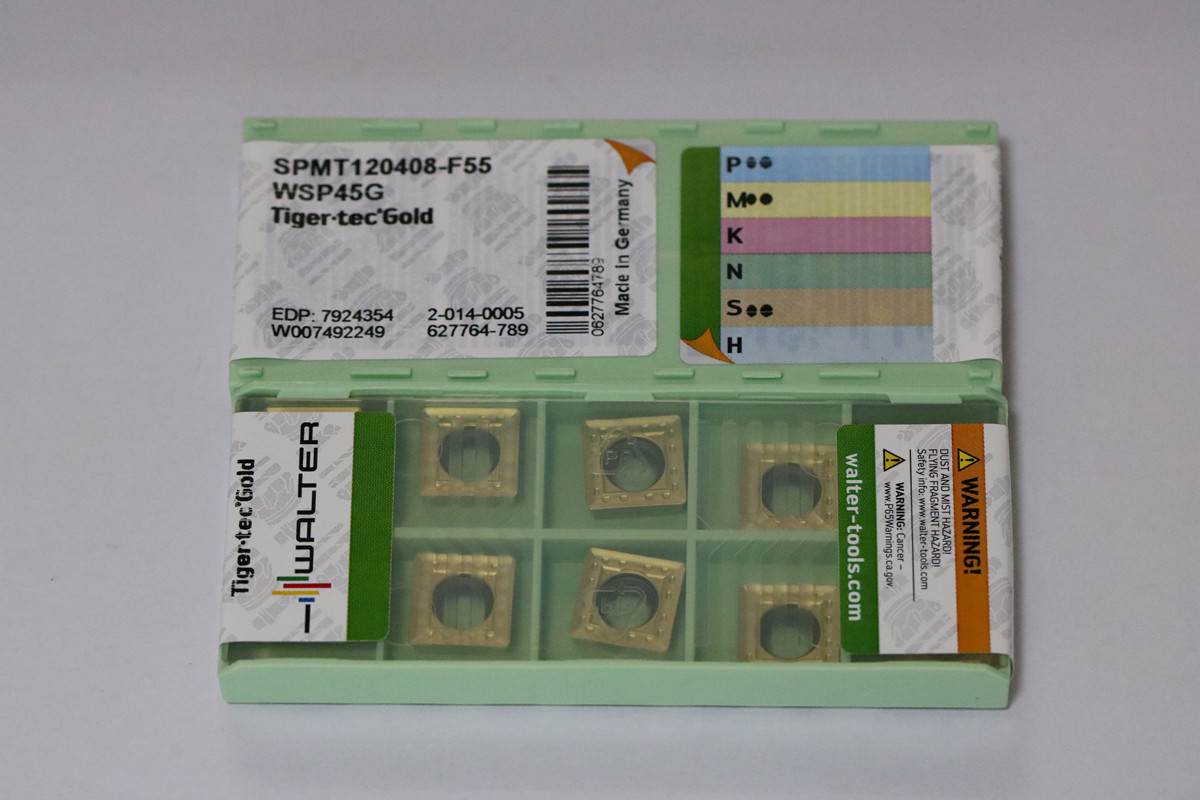 SPMT120408-F55
WSP45G
Tiger·tec®Gold
EDP: 7924354 2-014-0005
W007492249 627764-789
0627764789
Made in Germany
P
M
K
N
S
H
Tiger·tec®Gold
WALTER
walter-tools.com
WARNING!
DUST AND MIST HAZARD!
FLYING FRAGMENT HAZARD!
Safety info: www.walter-tools.com
WARNING: Cancer –
www.P65Warnings.ca.gov.